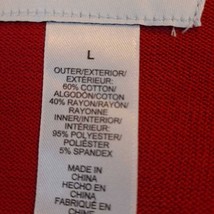 L
OUTER/EXTERIOR/
EXTÉRIEUR:
60% COTTON/
ALGODÓN/COTON
40% RAYON/RAYÓN/
RAYONNE
INNER/INTERIOR/
INTÉRIEUR:
95% POLYESTER/
POLIÉSTER
5% SPANDEX
MADE IN
CHINA
HECHO EN
CHINA
FABRIQUÉ EN
CHINE